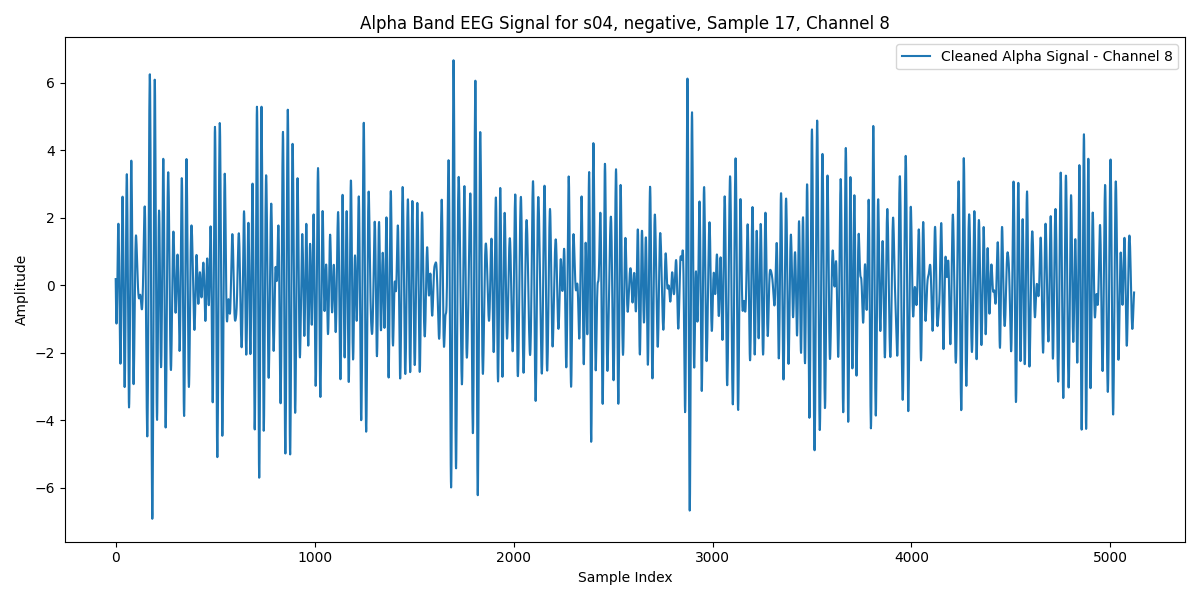 Alpha Band EEG Signal for s04, negative, Sample 17, Channel 8
Cleaned Alpha Signal - Channel 8
Amplitude
6
4
2
0
−2
−4
−6
0 1000 2000 3000 4000 5000
Sample Index